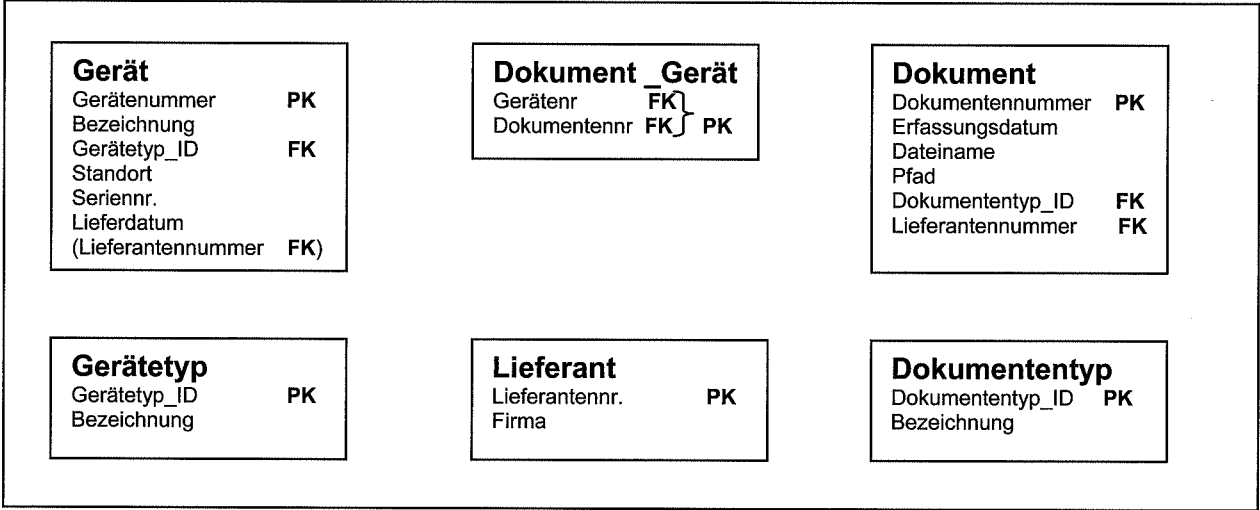 Gerät
Gerätenummer PK
Bezeichnung
Gerätetyp_ID FK
Standort
Seriennr.
Lieferdatum
(Lieferantennummer FK)
Dokument _Gerät
Gerätenr FK
Dokumentennr FK PK
Dokument
Dokumentennummer PK
Erfassungsdatum
Dateiname
Pfad
Dokumententyp_ID FK
Lieferantennummer FK
Gerätetyp
Gerätetyp_ID PK
Bezeichnung
Lieferant
Lieferantennr. PK
Firma
Dokumententyp
Dokumententyp_ID PK
Bezeichnung